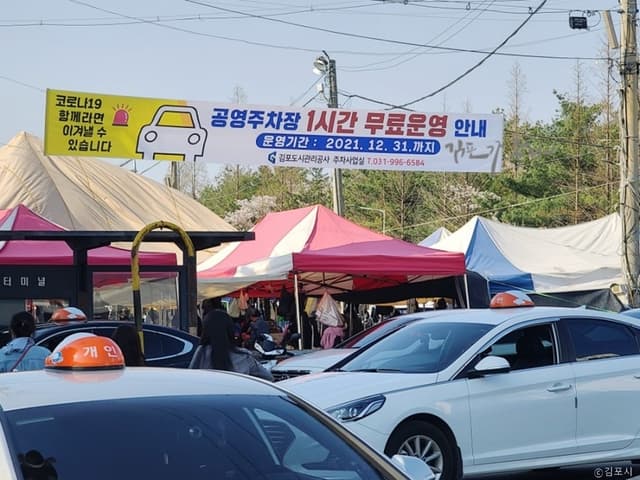 코로나19
함께라면
이겨낼 수
있습니다
공영주차장 1시간 무료운영 안내
운영기간 : 2021. 12. 31.까지
김포도시관리공사 주차사업실 T.031-996-6584
김포가
터미널
개인
©김포시